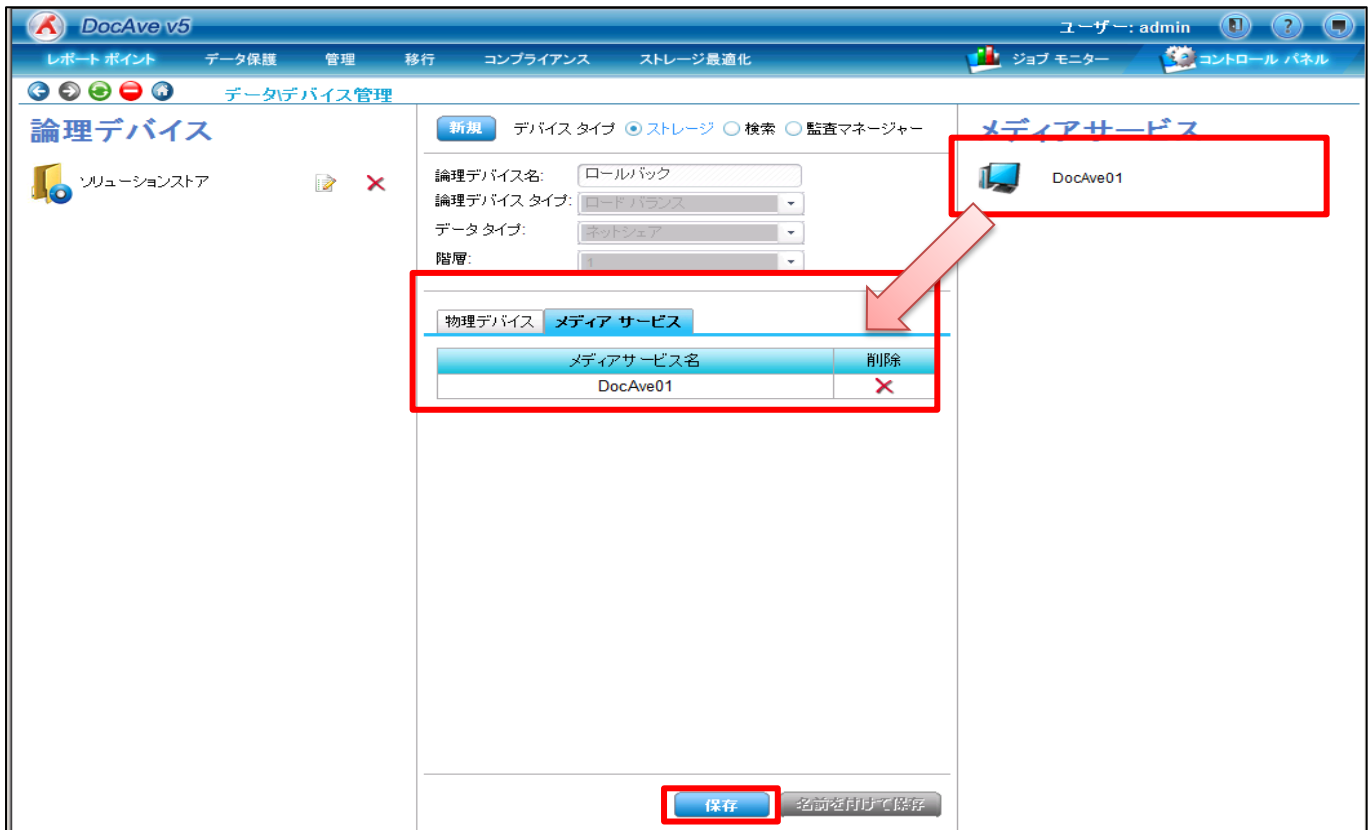 DocAve v5
ユーザー: admin
レポート ポイント データ保護 管理 移行 コンプライアンス ストレージ最適化 ジョブ モニター コントロール パネル
データ\デバイス管理
論理デバイス
ソリューションストア
新規 デバイス タイプ ストレージ 検索 監査マネージャー
論理デバイス名: ロールバック
論理デバイス タイプ: ロード バランス
データ タイプ: ネットシェア
階層: 1
物理デバイス メディア サービス
メディアサービス名 削除
DocAve01
保存 名前を付けて保存
メディアサービス
DocAve01